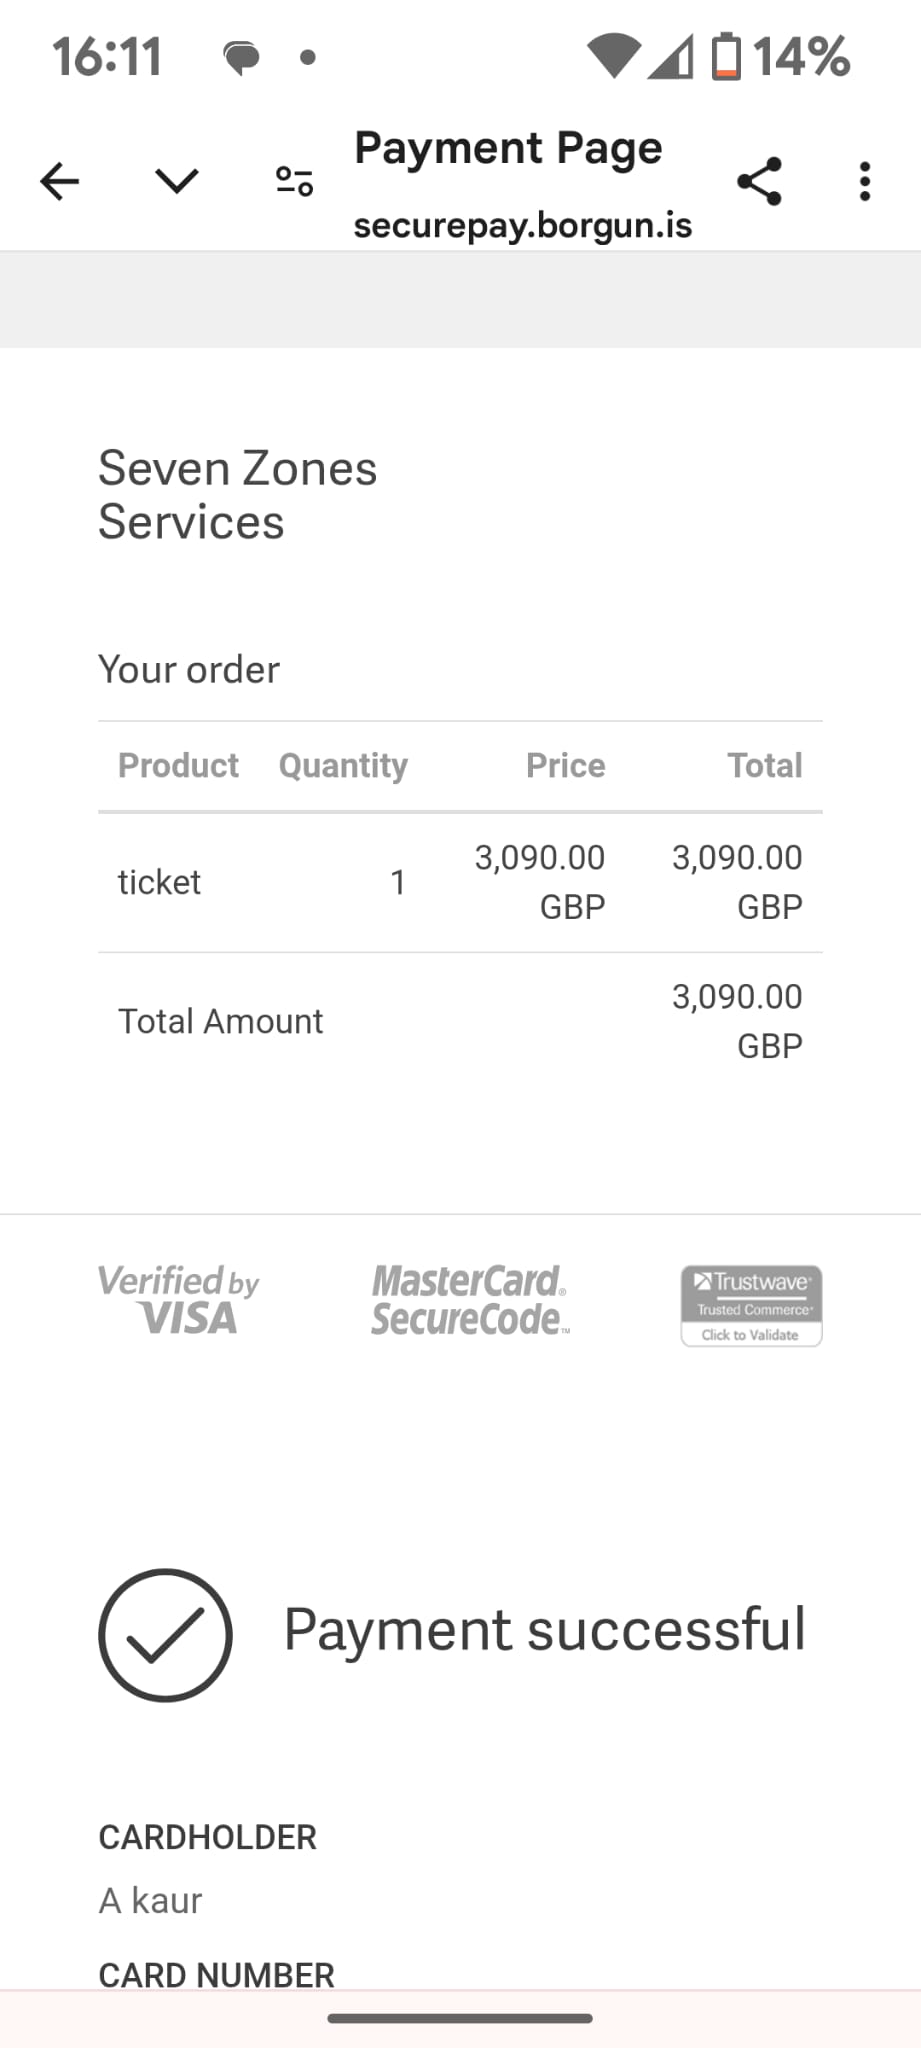 16:11
14%
Payment Page
securepay.borgun.is
Seven Zones
Services
Your order
Product Quantity Price Total
ticket 1 3,090.00 GBP 3,090.00 GBP
Total Amount 3,090.00 GBP
Verified by
VISA
MasterCard®
SecureCode™
Trustwave®
Trusted Commerce®
Click to Validate
Payment successful
CARDHOLDER
A kaur
CARD NUMBER